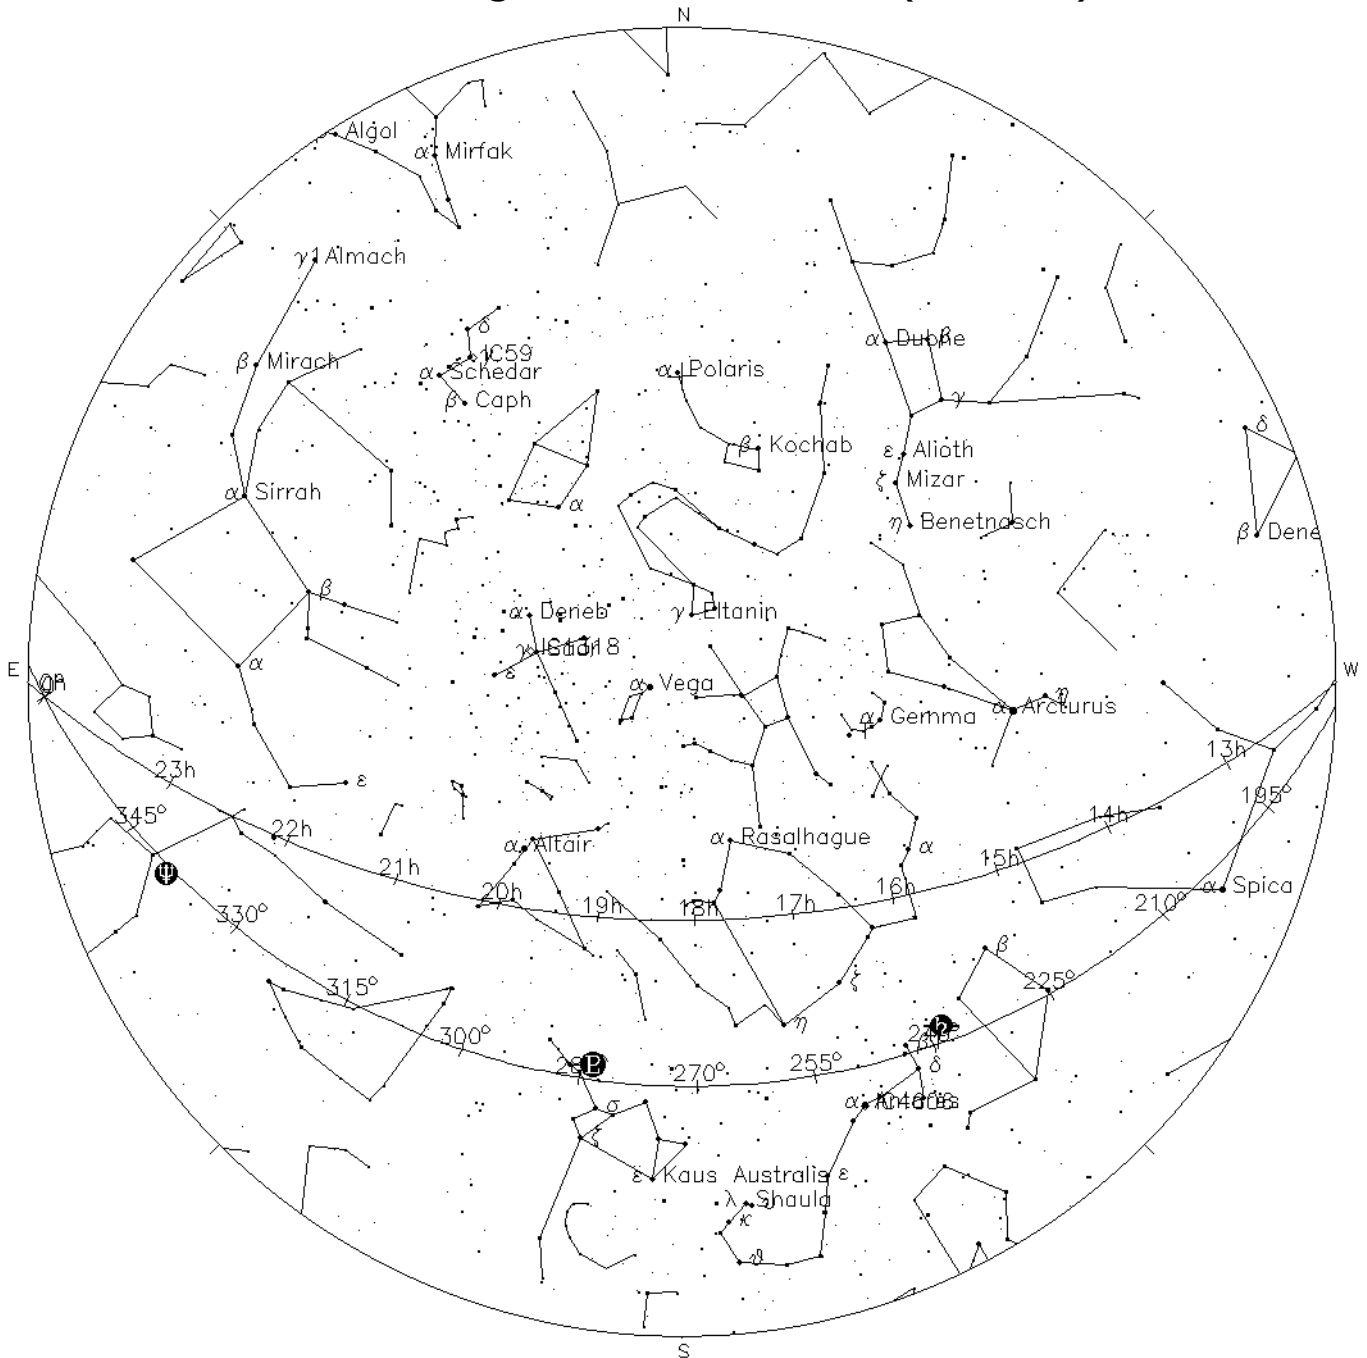 N
Algol
α Mirfak
γ1 Almach
δ
α Dubhe β
β Mirach
IC59
γ
α Schedar
α Polaris
β Caph
γ
δ
β Kochab
ε Alioth
ζ Mizar
α Sirrah
α
η Benetnasch
β Dene
β
α Deneb
γ Eltanin
ε
α
E
W
0h
α Vega
α Gemma
α Arcturus
η
ε
23h
13h
345°
195°
22h
14h
α Altair
α Rasalhague
α
21h
15h
20h
19h
18h
17h
16h
α Spica
♆
330°
210°
β
315°
225°
ζ
η
300°
♄
P
270°
255°
δ
σ
α
ζ
ε Kaus Australis
ε
λ Shaula
κ
ϑ
S